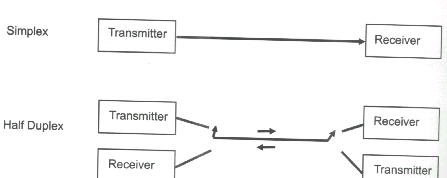 Simplex
Transmitter
Receiver
Half Duplex
Transmitter
Receiver
Receiver
Transmitter